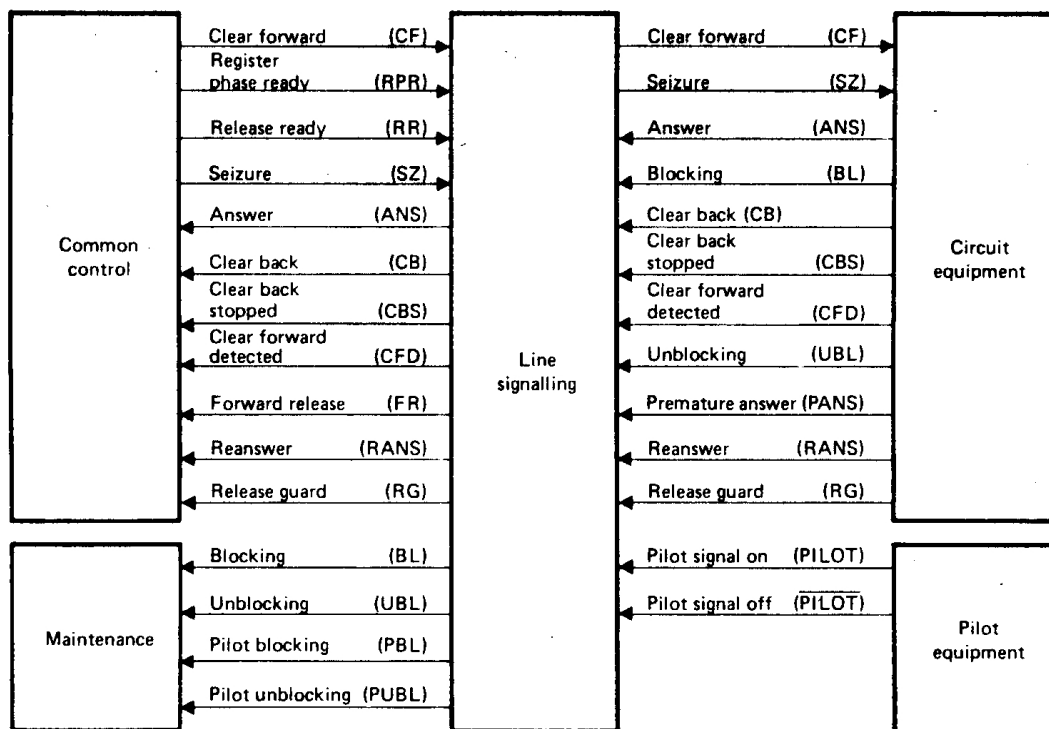 Clear forward (CF)
Register
phase ready (RPR)
Release ready (RR)
Seizure (SZ)
Answer (ANS)
Clear back (CB)
Clear back
stopped (CBS)
Clear forward
detected (CFD)
Forward release (FR)
Reanswer (RANS)
Release guard (RG)
Common
control
Blocking (BL)
Unblocking (UBL)
Pilot blocking (PBL)
Pilot unblocking (PUBL)
Maintenance
Line
signalling
Clear forward (CF)
Seizure (SZ)
Answer (ANS)
Blocking (BL)
Clear back (CB)
Clear back
stopped (CBS)
Clear forward
detected (CFD)
Unblocking (UBL)
Premature answer (PANS)
Reanswer (RANS)
Release guard (RG)
Circuit
equipment
Pilot signal on (PILOT)
Pilot signal off (P̅I̅L̅O̅T̅)
Pilot
equipment